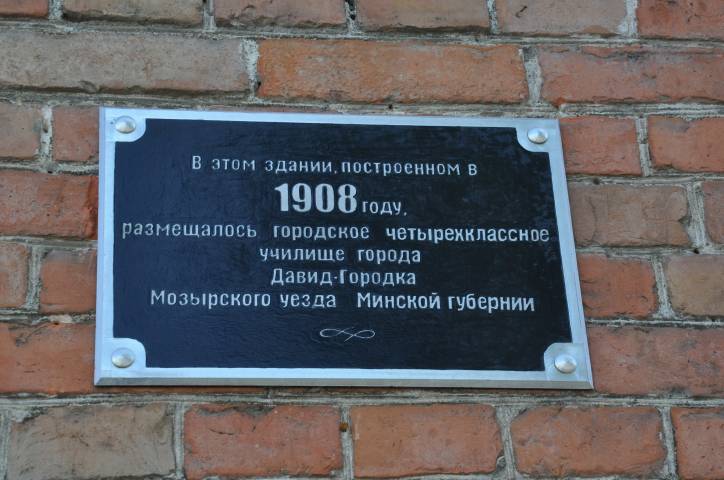 В этом здании, построенном в
1908 году,
размещалось городское четырехклассное
училище города
Давид-Городка
Мозырского уезда Минской губернии